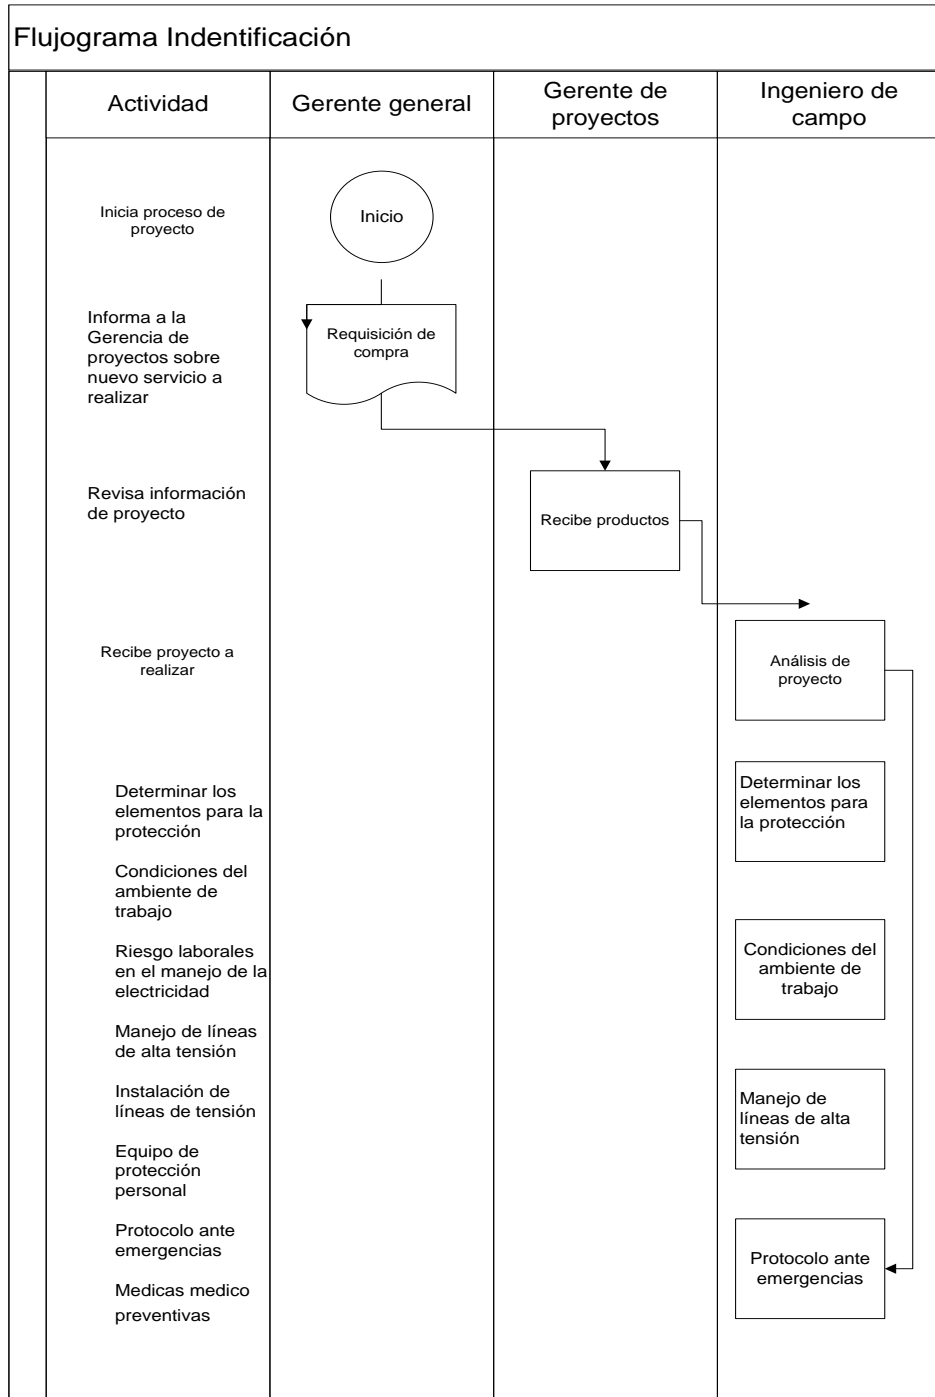 Flujograma Indentificación
Actividad
Gerente general
Gerente de
proyectos
Ingeniero de
campo
Inicia proceso de
proyecto
Inicio
Informa a la
Gerencia de
proyectos sobre
nuevo servicio a
realizar
Requisición de
compra
Revisa información
de proyecto
Recibe productos
Recibe proyecto a
realizar
Análisis de
proyecto
Determinar los
elementos para la
protección
Condiciones del
ambiente de
trabajo
Riesgo laborales
en el manejo de la
electricidad
Manejo de líneas
de alta tensión
Instalación de
líneas de tensión
Equipo de
protección
personal
Protocolo ante
emergencias
Medicas medico
preventivas
Determinar los
elementos para
la protección
Condiciones del
ambiente de
trabajo
Manejo de
líneas de alta
tensión
Protocolo ante
emergencias